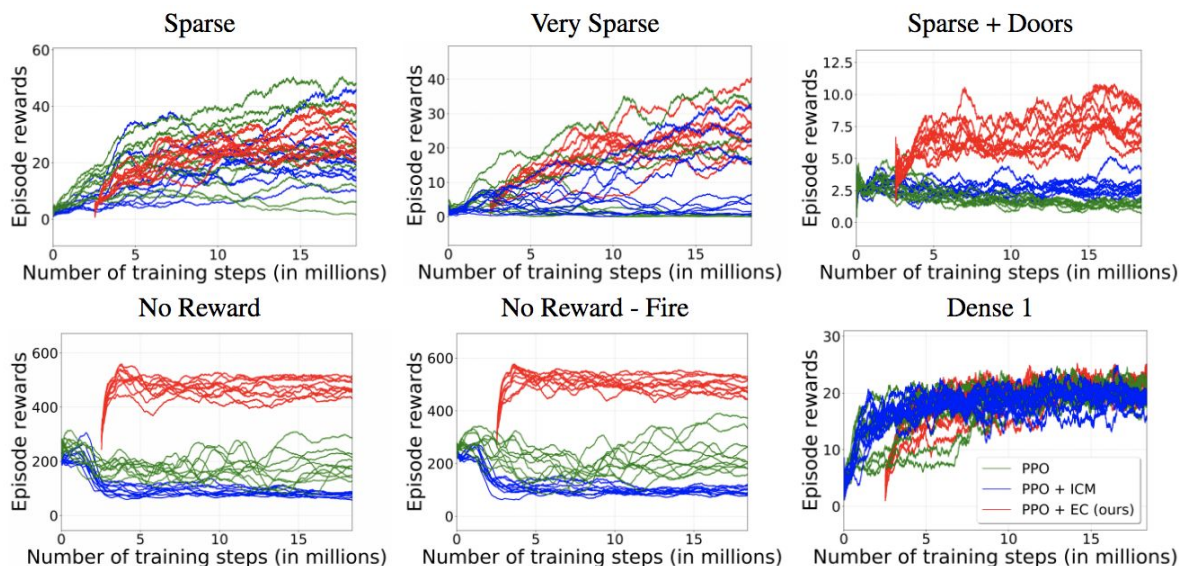 Sparse
Very Sparse
Sparse + Doors
Episode rewards
60
40
20
0
0
5
10
15
Number of training steps (in millions)
Episode rewards
40
30
20
10
0
0
5
10
15
Number of training steps (in millions)
Episode rewards
12.5
10.0
7.5
5.0
2.5
0.0
0
5
10
15
Number of training steps (in millions)
No Reward
No Reward - Fire
Dense 1
Episode rewards
600
400
200
0
0
5
10
15
Number of training steps (in millions)
Episode rewards
600
400
200
0
0
5
10
15
Number of training steps (in millions)
Episode rewards
30
20
10
0
0
5
10
15
Number of training steps (in millions)
PPO
PPO + ICM
PPO + EC (ours)